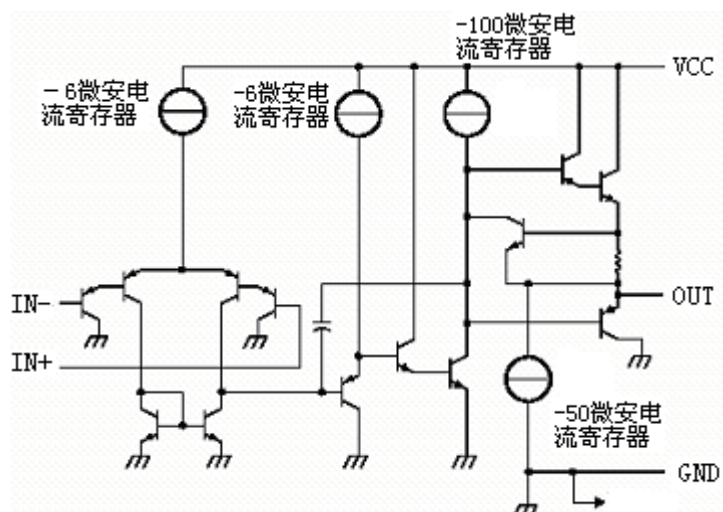 -100微安电
流寄存器
VCC
-6微安电
流寄存器
-6微安电
流寄存器
IN-
OUT
IN+
-50微安电
流寄存器
GND